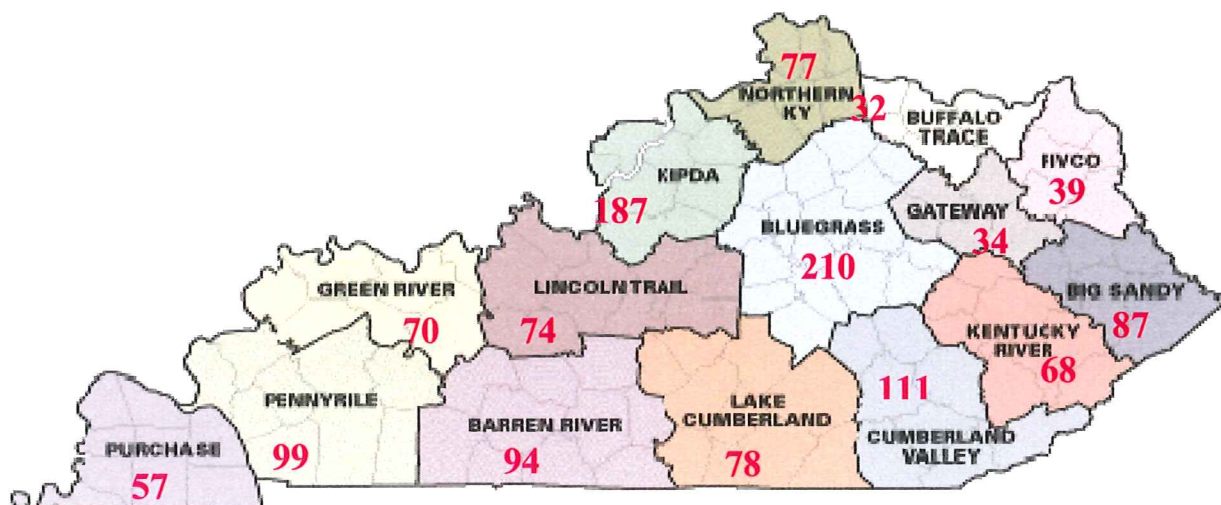 77
NORTHERN
KY
32
BUFFALO
TRACE
FIVCO
39
KIPDA
187
BLUEGRASS
210
GATEWAY
34
GREEN RIVER
70
LINCOLN TRAIL
74
BIG SANDY
87
KENTUCKY
RIVER
68
PENNYRILE
99
BARREN RIVER
94
LAKE
CUMBERLAND
78
111
CUMBERLAND
VALLEY
PURCHASE
57